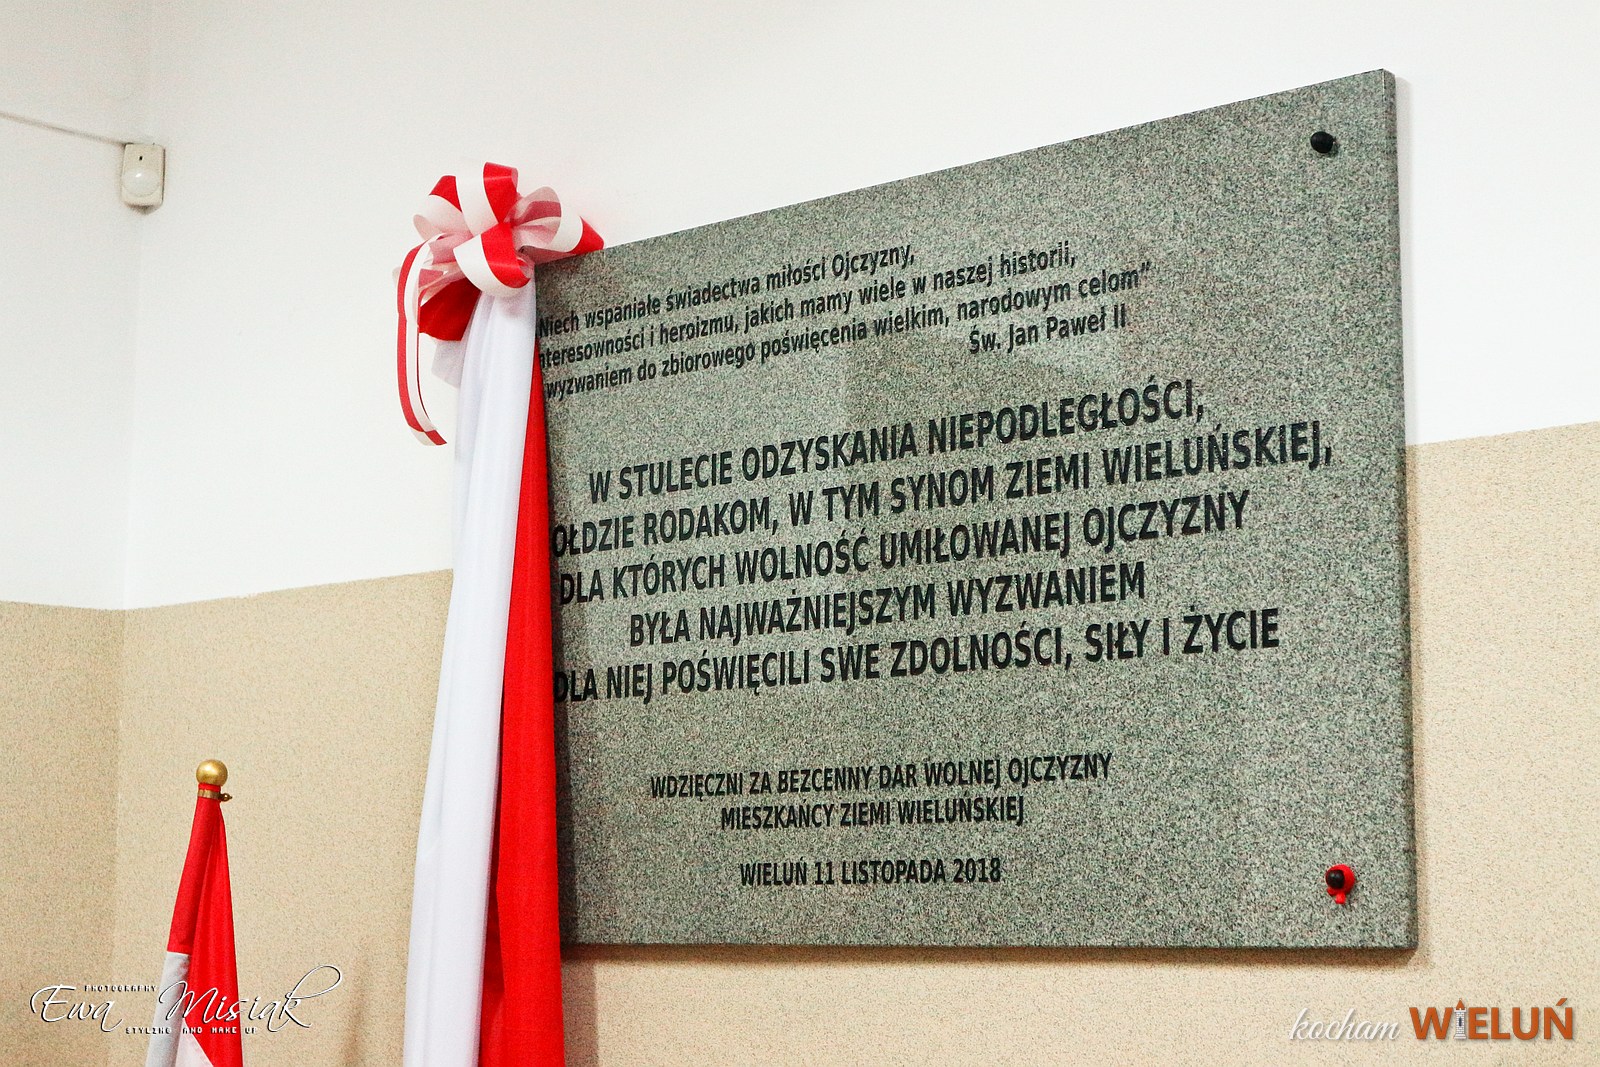 Niech wspaniałe świadectwa miłości Ojczyzny,
nteresowności i heroizmu, jakich mamy wiele w naszej historii,
wyzwaniem do zbiorowego poświęcenia wielkim, narodowym celom"
Św. Jan Paweł II
W STULECIE ODZYSKANIA NIEPODLEGŁOŚCI,
OŁDZIE RODAKOM, W TYM SYNOM ZIEMI WIELUŃSKIEJ,
DLA KTÓRYCH WOLNOŚĆ UMIŁOWANEJ OJCZYZNY
BYŁA NAJWAŻNIEJSZYM WYZWANIEM
DLA NIEJ POŚWIĘCILI SWE ZDOLNOŚCI, SIŁY I ŻYCIE
WDZIĘCZNI ZA BEZCENNY DAR WOLNEJ OJCZYZNY
MIESZKAŃCY ZIEMI WIELUŃSKIEJ
WIELUŃ 11 LISTOPADA 2018
PHOTOGRAPHY
Ewa Misiak
STYLING AND MAKE UP
kocham WIELUŃ